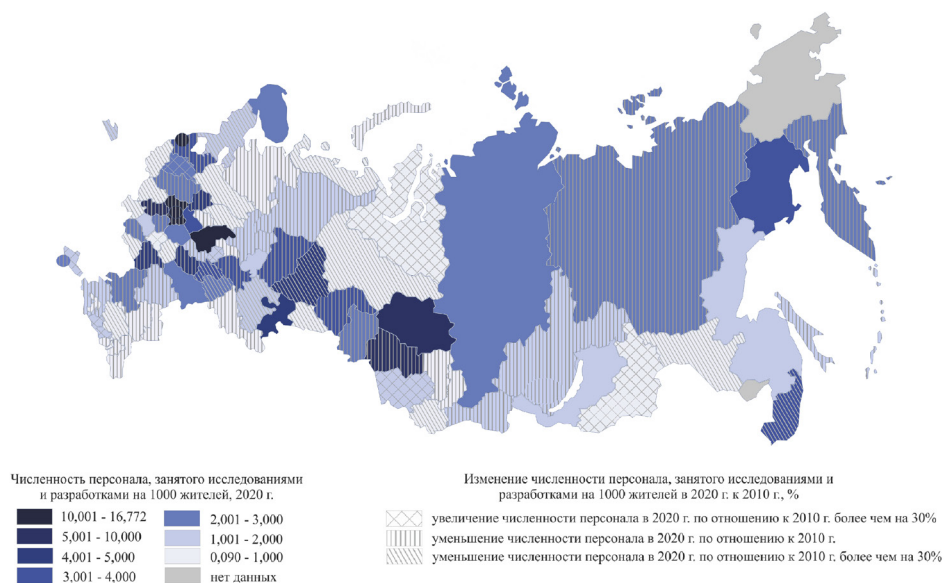 Численность персонала, занятого исследованиями
и разработками на 1000 жителей, 2020 г.
10,001 - 16,772
5,001 - 10,000
4,001 - 5,000
3,001 - 4,000
2,001 - 3,000
1,001 - 2,000
0,090 - 1,000
нет данных
Изменение численности персонала, занятого исследованиями и
разработками на 1000 жителей в 2020 г. к 2010 г., %
увеличение численности персонала в 2020 г. по отношению к 2010 г. более чем на 30%
уменьшение численности персонала в 2020 г. по отношению к 2010 г.
уменьшение численности персонала в 2020 г. по отношению к 2010 г. более чем на 30%